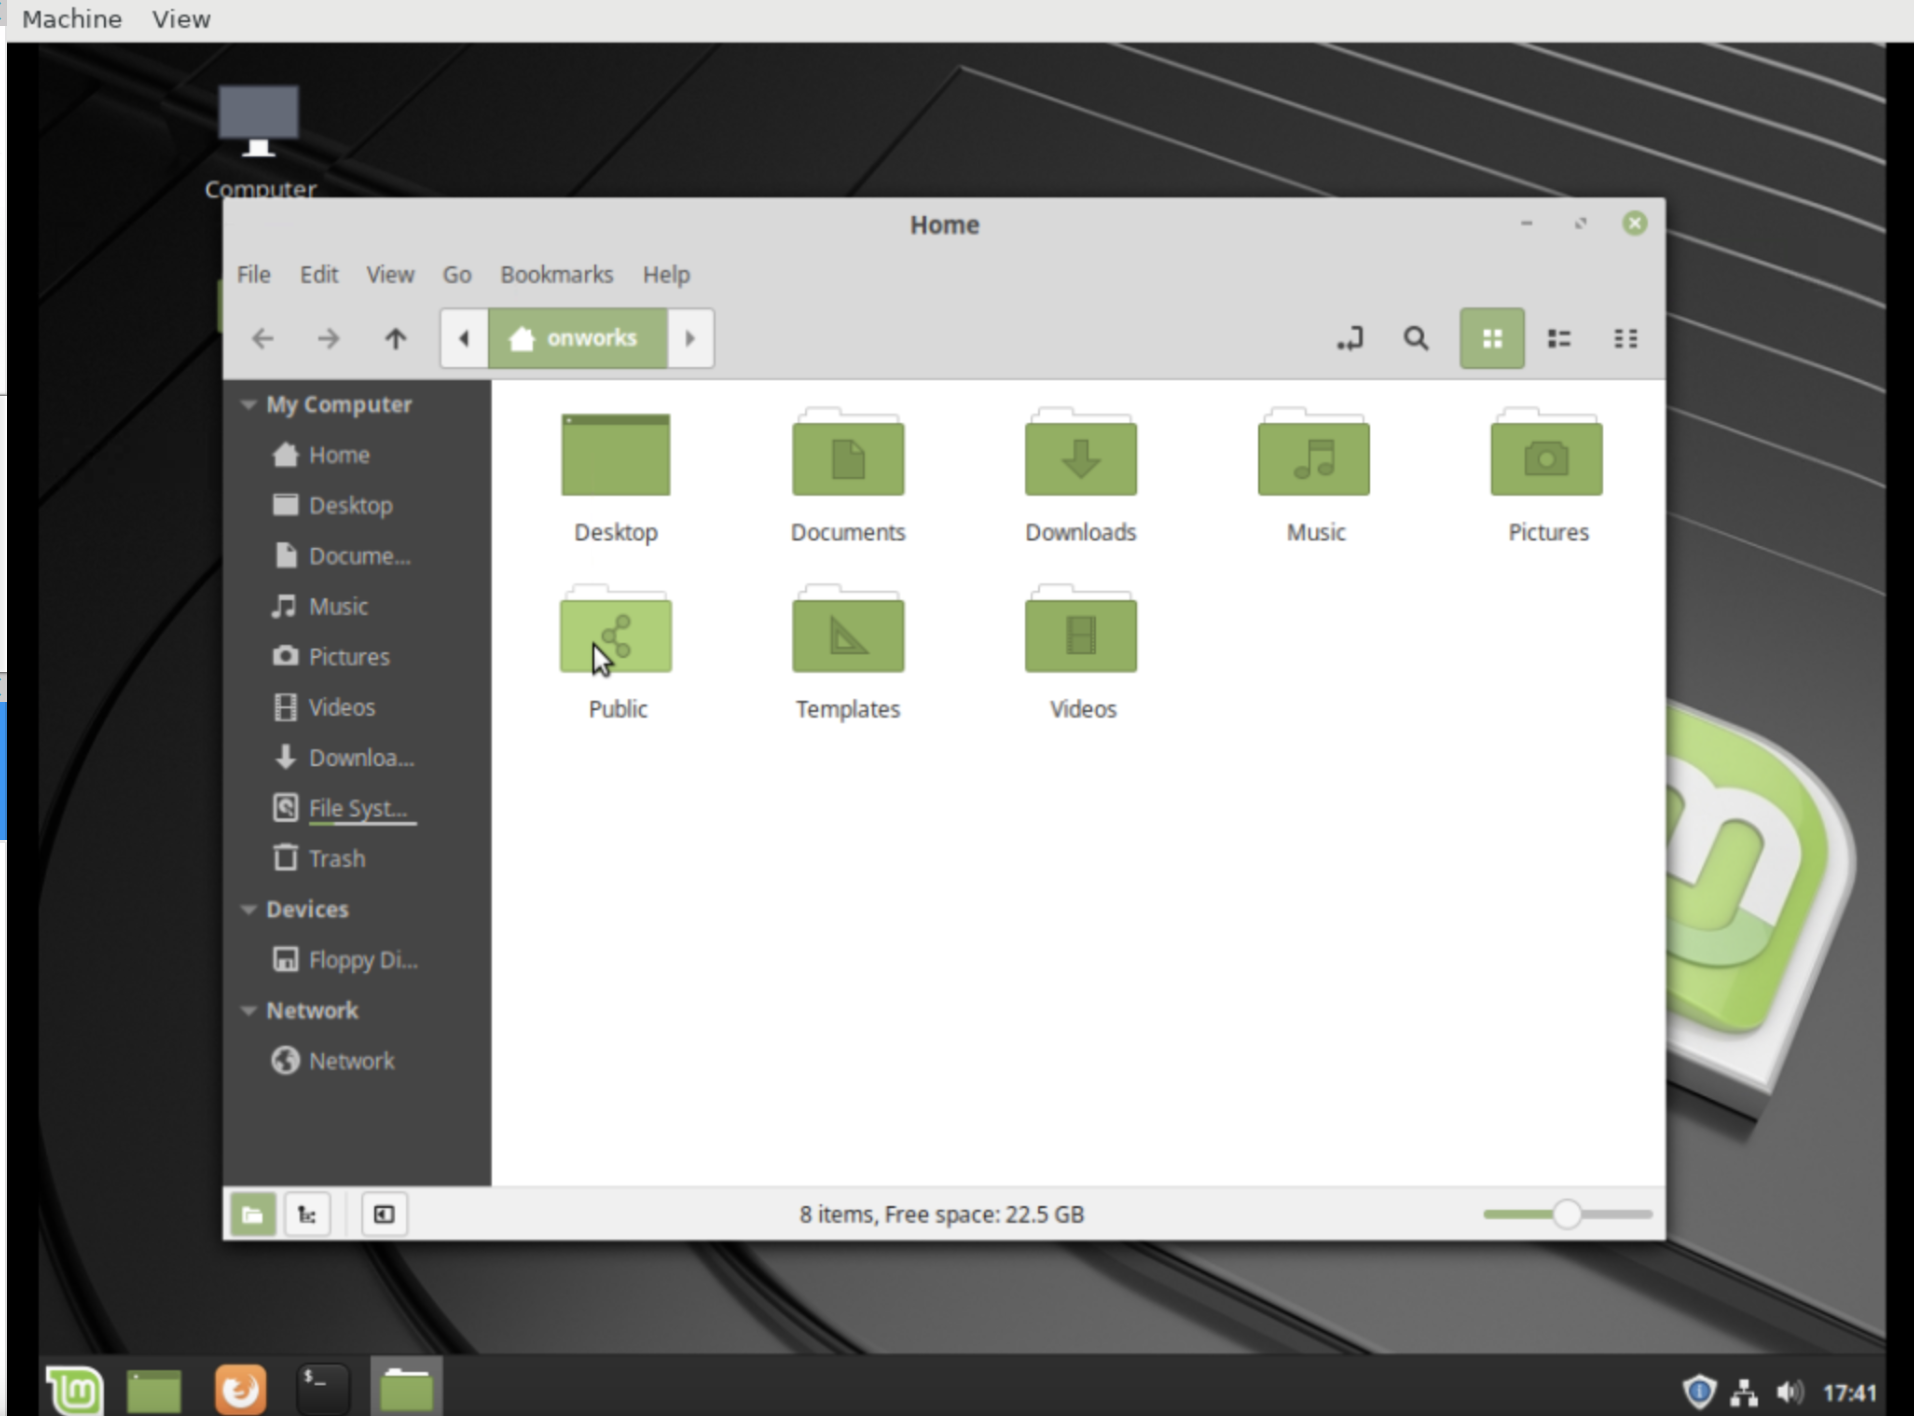 Machine View
Computer
Home
File Edit View Go Bookmarks Help
onworks
My Computer
Home
Desktop
Docume...
Music
Pictures
Videos
Downloa...
File Syst...
Trash
Devices
Floppy Di...
Network
Network
Desktop Documents Downloads Music Pictures
Public Templates Videos
8 items, Free space: 22.5 GB
$_
17:41